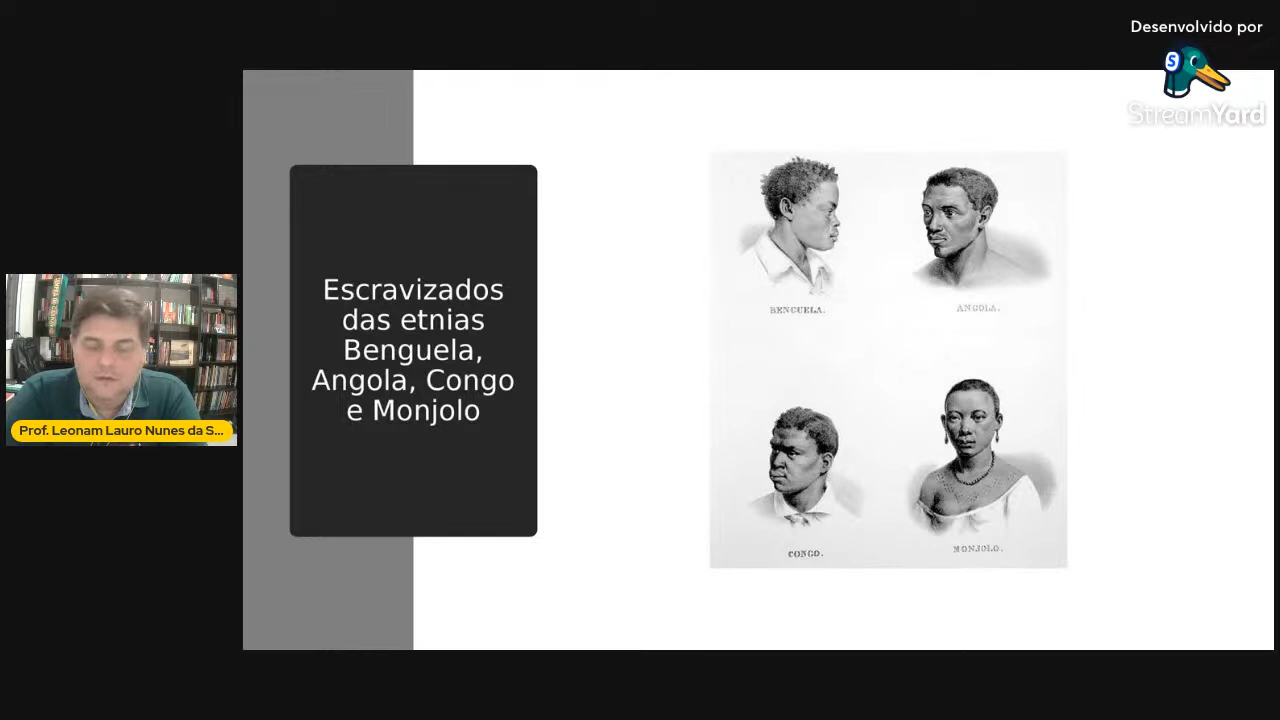 Desenvolvido por
StreamYard
Escravizados
das etnias
Benguela,
Angola, Congo
e Monjolo
BENGUELA.
ANGOLA.
CONGO.
MONJOLO.
Prof. Leonam Lauro Nunes da S...